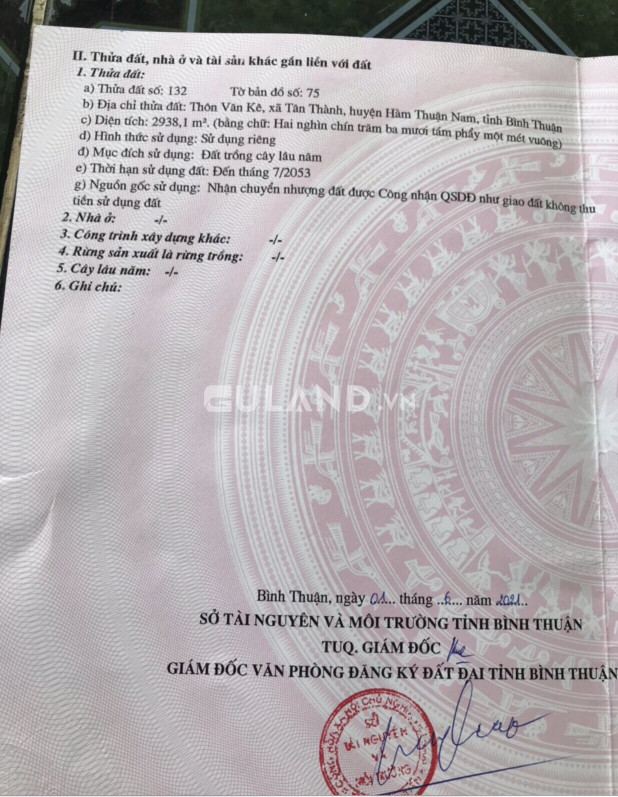 II. Thửa đất, nhà ở và tài sản khác gắn liền với đất
1. Thửa đất:
a) Thửa đất số: 132 Tờ bản đồ số: 75
b) Địa chỉ thửa đất: Thôn Văn Kê, xã Tân Thành, huyện Hàm Thuận Nam, tỉnh Bình Thuận
c) Diện tích: 2938,1 m². (bằng chữ: Hai nghìn chín trăm ba mươi tám phẩy một mét vuông)
d) Hình thức sử dụng: Sử dụng riêng
đ) Mục đích sử dụng: Đất trồng cây lâu năm
e) Thời hạn sử dụng đất: Đến tháng 7/2053
g) Nguồn gốc sử dụng: Nhận chuyển nhượng đất được Công nhận QSDĐ như giao đất không thu
tiền sử dụng đất
2. Nhà ở: -/-
3. Công trình xây dựng khác: -/-
4. Rừng sản xuất là rừng trồng: -/-
5. Cây lâu năm: -/-
6. Ghi chú:
GULAND.VN
Bình Thuận, ngày 01... tháng ..6... năm 2021..
SỞ TÀI NGUYÊN VÀ MÔI TRƯỜNG TỈNH BÌNH THUẬN
TUQ. GIÁM ĐỐC
GIÁM ĐỐC VĂN PHÒNG ĐĂNG KÝ ĐẤT ĐAI TỈNH BÌNH THUẬN
SỞ
TÀI NGUYÊN
VÀ
MÔI TRƯỜNG